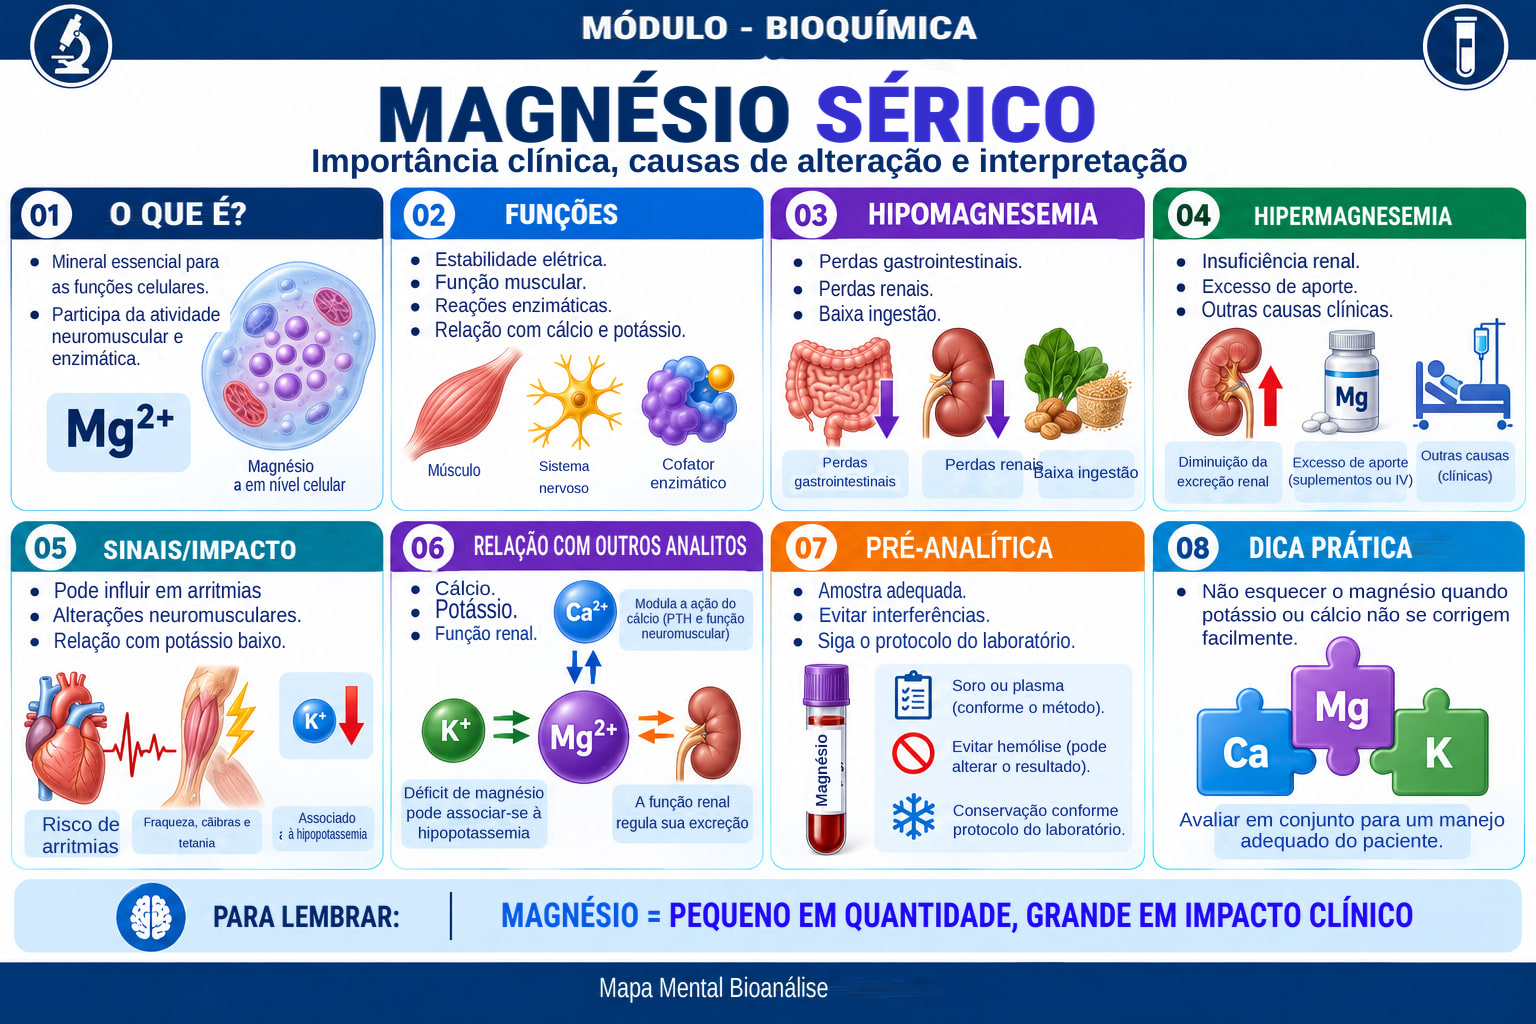 MÓDULO - BIOQUÍMICA
MAGNÉSIO SÉRICO
Importância clínica, causas de alteração e interpretação
01 O QUE É?
• Mineral essencial para
as funções celulares.
• Participa da atividade
neuromuscular e
enzimática.
Mg2+
Magnésio
a em nível celular
02 FUNÇÕES
• Estabilidade elétrica.
• Função muscular.
• Reações enzimáticas.
• Relação com cálcio e potássio.
Músculo
Sistema
nervoso
Cofator
enzimático
03 HIPOMAGNESEMIA
• Perdas gastrointestinais.
• Perdas renais.
• Baixa ingestão.
Perdas
gastrointestinais
Perdas renais
Baixa ingestão
04 HIPERMAGNESEMIA
• Insuficiência renal.
• Excesso de aporte.
• Outras causas clínicas.
Mg
Diminuição da
excreção renal
Excesso de aporte
(suplementos ou IV)
Outras causas
(clínicas)
05 SINAIS/IMPACTO
• Pode influir em arritmias
• Alterações neuromusculares.
• Relação com potássio baixo.
K+
Risco de
arritmias
Fraqueza, cãibras e
tetania
Associado
à hipopotassemia
06 RELAÇÃO COM OUTROS ANALITOS
• Cálcio.
• Potássio.
• Função renal.
Ca2+
Modula a ação do
cálcio (PTH e função
neuromuscular)
K+
Mg2+
Déficit de magnésio
pode associar-se à
hipopotassemia
A função renal
regula sua excreção
07 PRÉ-ANALÍTICA
• Amostra adequada.
• Evitar interferências.
• Siga o protocolo do laboratório.
Magnésio
Soro ou plasma
(conforme o método).
Evitar hemólise (pode
alterar o resultado).
Conservação conforme
protocolo do laboratório.
08 DICA PRÁTICA
• Não esquecer o magnésio quando
potássio ou cálcio não se corrigem
facilmente.
Ca
Mg
K
Avaliar em conjunto para um manejo
adequado do paciente.
PARA LEMBRAR:
MAGNÉSIO = PEQUENO EM QUANTIDADE, GRANDE EM IMPACTO CLÍNICO
Mapa Mental Bioanálise